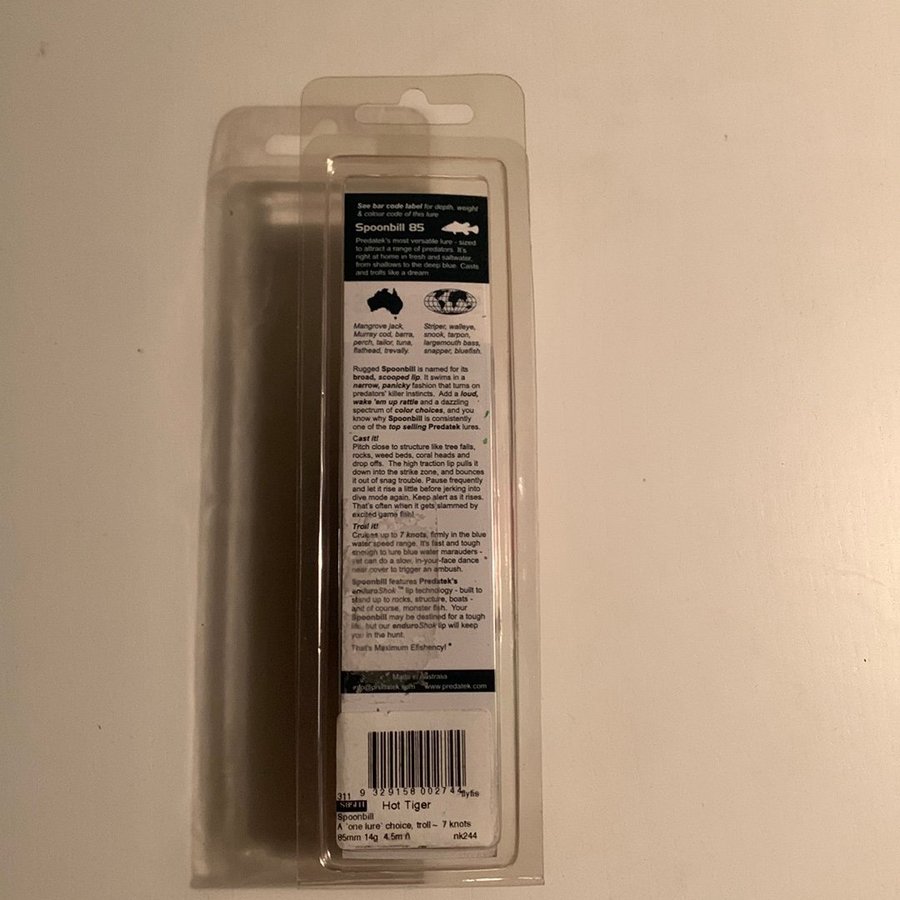 See bar code label for depth, weight
& colour code of this lure
Spoonbill 85
Predatek's most versatile lure - sized
to attract a range of predators. It's
right at home in fresh and saltwater,
from shallows to the deep blue. Casts
and trolls like a dream.
Mangrove jack,
Murray cod, barra,
perch, tailor, tuna,
flathead, trevally.
Striper, walleye,
snook, tarpon,
largemouth bass,
snapper, bluefish.
Rugged Spoonbill is named for its
broad, scooped lip. It swims in a
narrow, panicky fashion that turns on
predators' killer instincts. Add a loud,
wake 'em up rattle and a dazzling
spectrum of color choices, and you
know why Spoonbill is consistently
one of the top selling Predatek lures.
Cast it!
Pitch close to structure like tree falls,
rocks, weed beds, coral heads and
drop offs. The high traction lip pulls it
down into the strike zone, and bounces
it out of snag trouble. Pause frequently
and let it rise a little before jerking into
dive mode again. Keep alert as it rises.
That's often when it gets slammed by
excited game fish!
Troll it!
Cruises up to 7 knots, firmly in the blue
water speed range. It's fast and tough
enough to lure blue water marauders -
yet can do a slow, in-your-face dance
near cover to trigger an ambush.
Spoonbill features Predatek's
enduroShok™ lip technology - built to
stand up to rocks, structure, boats -
and of course, monster fish. Your
Spoonbill may be destined for a tough
life, but our enduroShok lip will keep
you in the hunt.
That's Maximum Efishency!
Made in Australia
info@predatek.com www.predatek.com
311 9 329158 002744 flyfis
Hot Tiger
Spoonbill
A 'one lure' choice, troll ~ 7 knots
85mm 14g 4.5m nk244